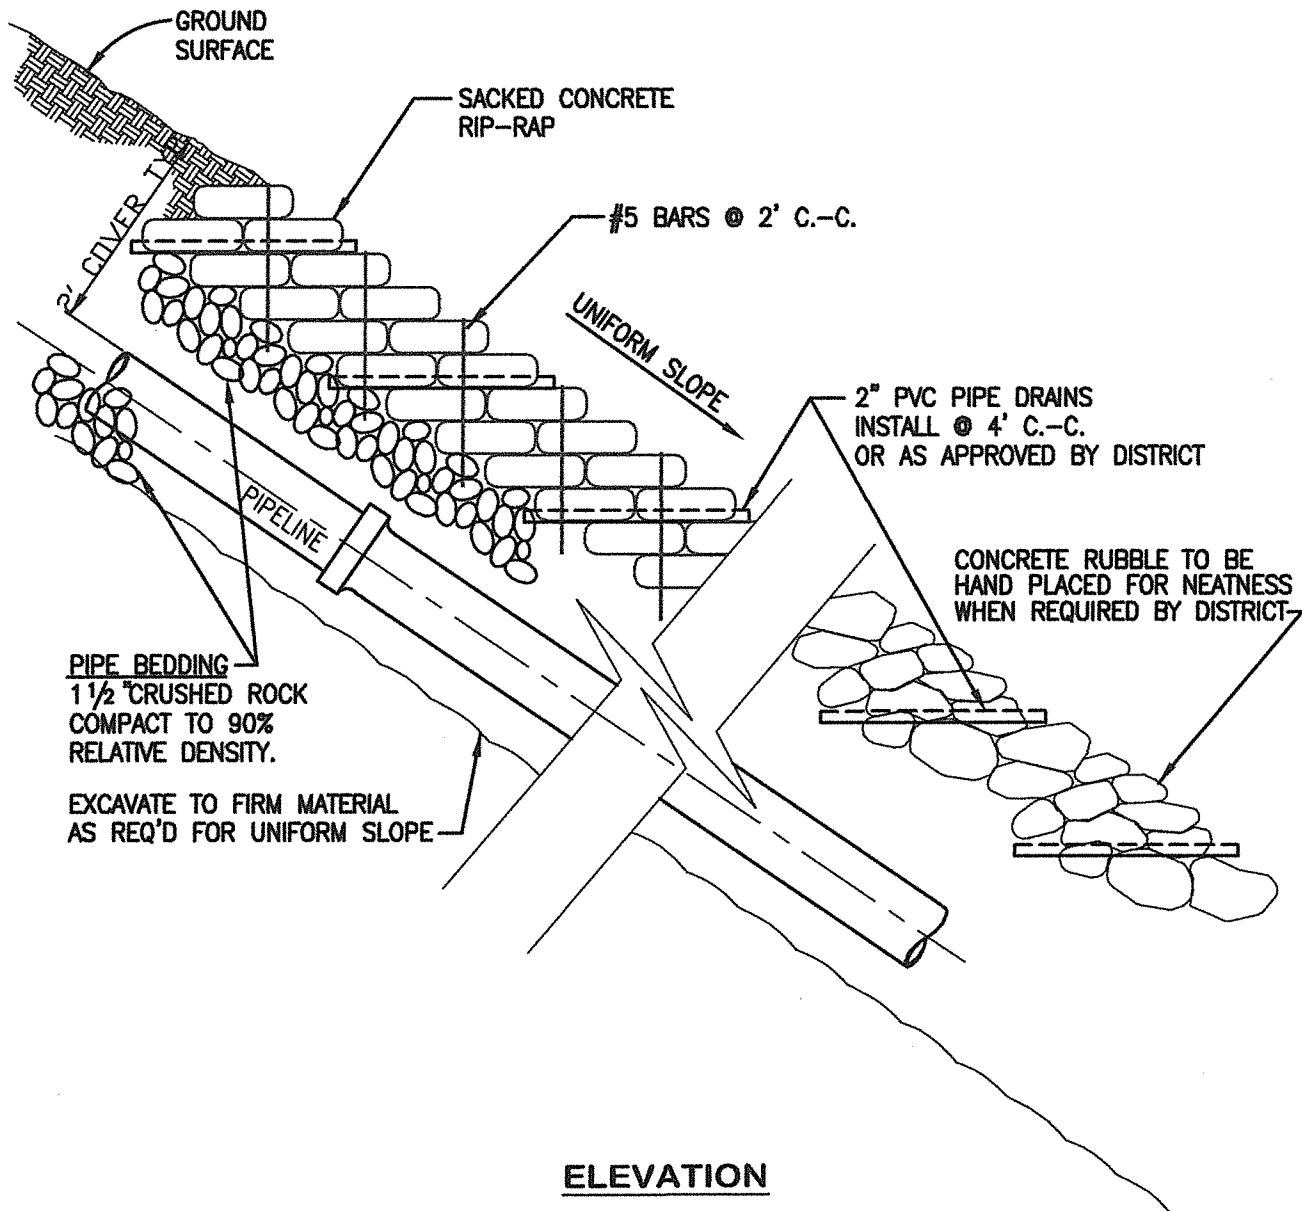 GROUND
SURFACE
SACKED CONCRETE
RIP-RAP
#5 BARS @ 2' C.-C.
2' COVER TYP
UNIFORM SLOPE
2" PVC PIPE DRAINS
INSTALL @ 4' C.-C.
OR AS APPROVED BY DISTRICT
PIPELINE
CONCRETE RUBBLE TO BE
HAND PLACED FOR NEATNESS
WHEN REQUIRED BY DISTRICT
PIPE BEDDING
1 1/2 "CRUSHED ROCK
COMPACT TO 90%
RELATIVE DENSITY.
EXCAVATE TO FIRM MATERIAL
AS REQ'D FOR UNIFORM SLOPE
ELEVATION